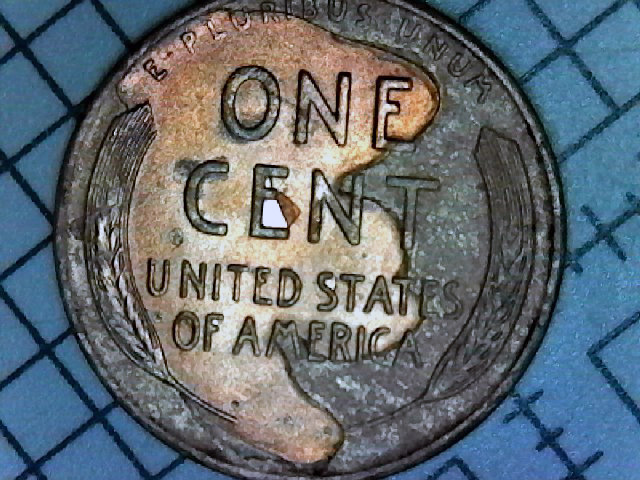 E·PLURIBUS·UNUM
ONE
CENT
UNITED STATES
OF AMERICA